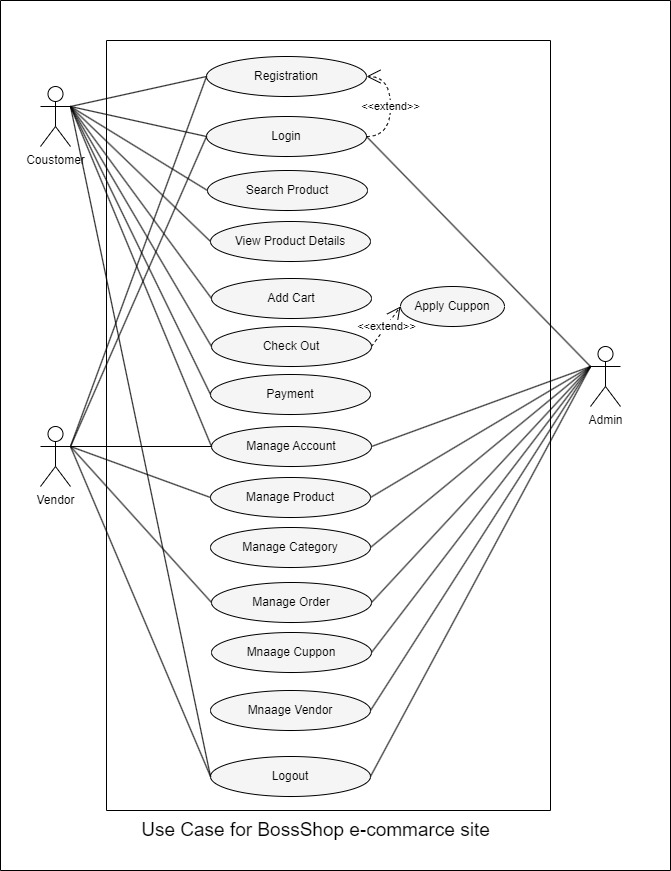 Registration
<<extend>>
Login
Coustomer
Search Product
View Product Details
Add Cart
Apply Cuppon
<<extend>>
Check Out
Payment
Admin
Manage Account
Vendor
Manage Product
Manage Category
Manage Order
Mnaage Cuppon
Mnaage Vendor
Logout
Use Case for BossShop e-commarce site